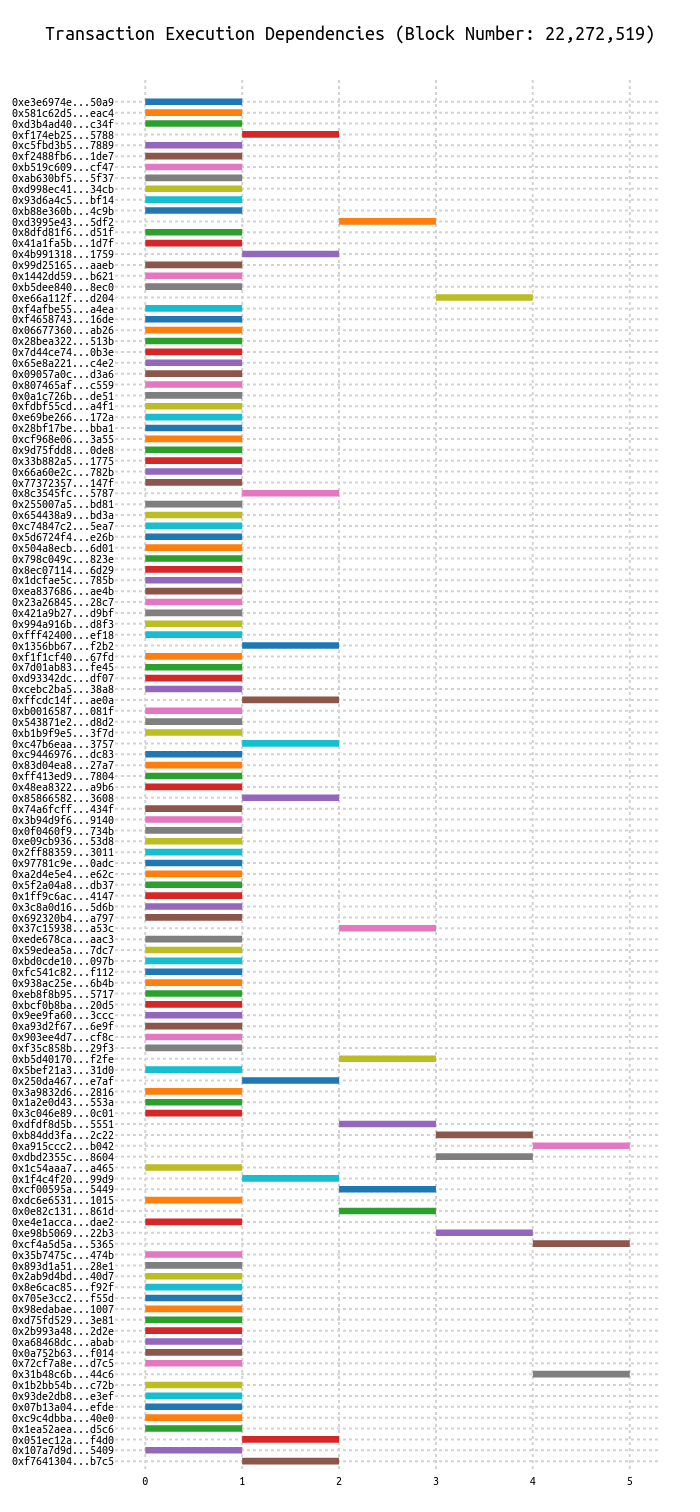 Transaction Execution Dependencies (Block Number: 22,272,519)
0xe3e6974e...50a9
0x581c62d5...eac4
0xd3b4ad40...c34f
0xf174eb25...5788
0xc5fbd3b5...7889
0xf2488fb6...1de7
0xb519c609...cf47
0xab630bf5...5f37
0xd998ec41...34cb
0x93d6a4c5...bf14
0xb88e360b...4c9b
0xd3995e43...5df2
0x8dfd81f6...d51f
0x41a1fa5b...1d7f
0x4b991318...1759
0x99d25165...aaeb
0x1442dd59...b621
0xb5dee840...8ec0
0xe66a112f...d204
0xf4afbe55...a4ea
0xf4658743...16de
0x06677360...ab26
0x28bea322...513b
0x7d44ce74...0b3e
0x65e8a221...c4e2
0x09057a0c...d3a6
0x807465af...c559
0x0a1c726b...de51
0xfdbf55cd...a4f1
0xe69be266...172a
0x28bf17be...bba1
0xcf968e06...3a55
0x9d75fdd8...0de8
0x33b882a5...1775
0x66a60e2c...782b
0x77372357...147f
0x8c3545fc...5787
0x255007a5...bd81
0x654438a9...bd3a
0xc74847c2...5ea7
0x5d6724f4...e26b
0x504a8ecb...6d01
0x798c049c...823e
0x8ec07114...6d29
0x1dcfae5c...785b
0xea837686...ae4b
0x23a26845...28c7
0x421a9b27...d9bf
0x994a916b...d8f3
0xfff42400...ef18
0x1356bb67...f2b2
0xf1f1cf40...67fd
0x7d01ab83...fe45
0xd93342dc...df07
0xcebc2ba5...38a8
0xffcdc14f...ae0a
0xb0016587...081f
0x543871e2...d8d2
0xb1b9f9e5...3f7d
0xc47b6eaa...3757
0xc9446976...dc83
0x83d04ea8...27a7
0xff413ed9...7804
0x48ea8322...a9b6
0x85866582...3608
0x74a6fcff...434f
0x3b94d9f6...9140
0x0f0460f9...734b
0xe09cb936...53d8
0x2ff88359...3011
0x97781c9e...0adc
0xa2d4e5e4...e62c
0x5f2a04a8...db37
0x1ff9c6ac...4147
0x3c8a0d16...5d6b
0x692320b4...a797
0x37c15938...a53c
0xede678ca...aac3
0x59edea5a...7dc7
0xbd0cde10...097b
0xfc541c82...f112
0x938ac25e...6b4b
0xeb8f8b95...5717
0xbcf0b8ba...20d5
0x9ee9fa60...3ccc
0xa93d2f67...6e9f
0x903ee4d7...cf8c
0xf35c858b...29f3
0xb5d40170...f2fe
0x5bef21a3...31d0
0x250da467...e7af
0x3a9832d6...2816
0x1a2e0d43...553a
0x3c046e89...0c01
0xdfdf8d5b...5551
0xb84dd3fa...2c22
0xa915ccc2...b042
0xdbd2355c...8604
0x1c54aaa7...a465
0x1f4c4f20...99d9
0xcf00595a...5449
0xdc6e6531...1015
0x0e82c131...861d
0xe4e1acca...dae2
0xe98b5069...22b3
0xcf4a5d5a...5365
0x35b7475c...474b
0x893d1a51...28e1
0x2ab9d4bd...40d7
0x8e6cac85...f92f
0x705e3cc2...f55d
0x98edabae...1007
0xd75fd529...3e81
0x2b993a48...2d2e
0xa68468dc...abab
0x0a752b63...f014
0x72cf7a8e...d7c5
0x31b48c6b...44c6
0x1b2bb54b...c72b
0x93de2db8...e3ef
0x07b13a04...efde
0xc9c4dbba...40e0
0x1ea52aea...d5c6
0x051ec12a...f4d0
0x107a7d9d...5409
0xf7641304...b7c5
0 1 2 3 4 5